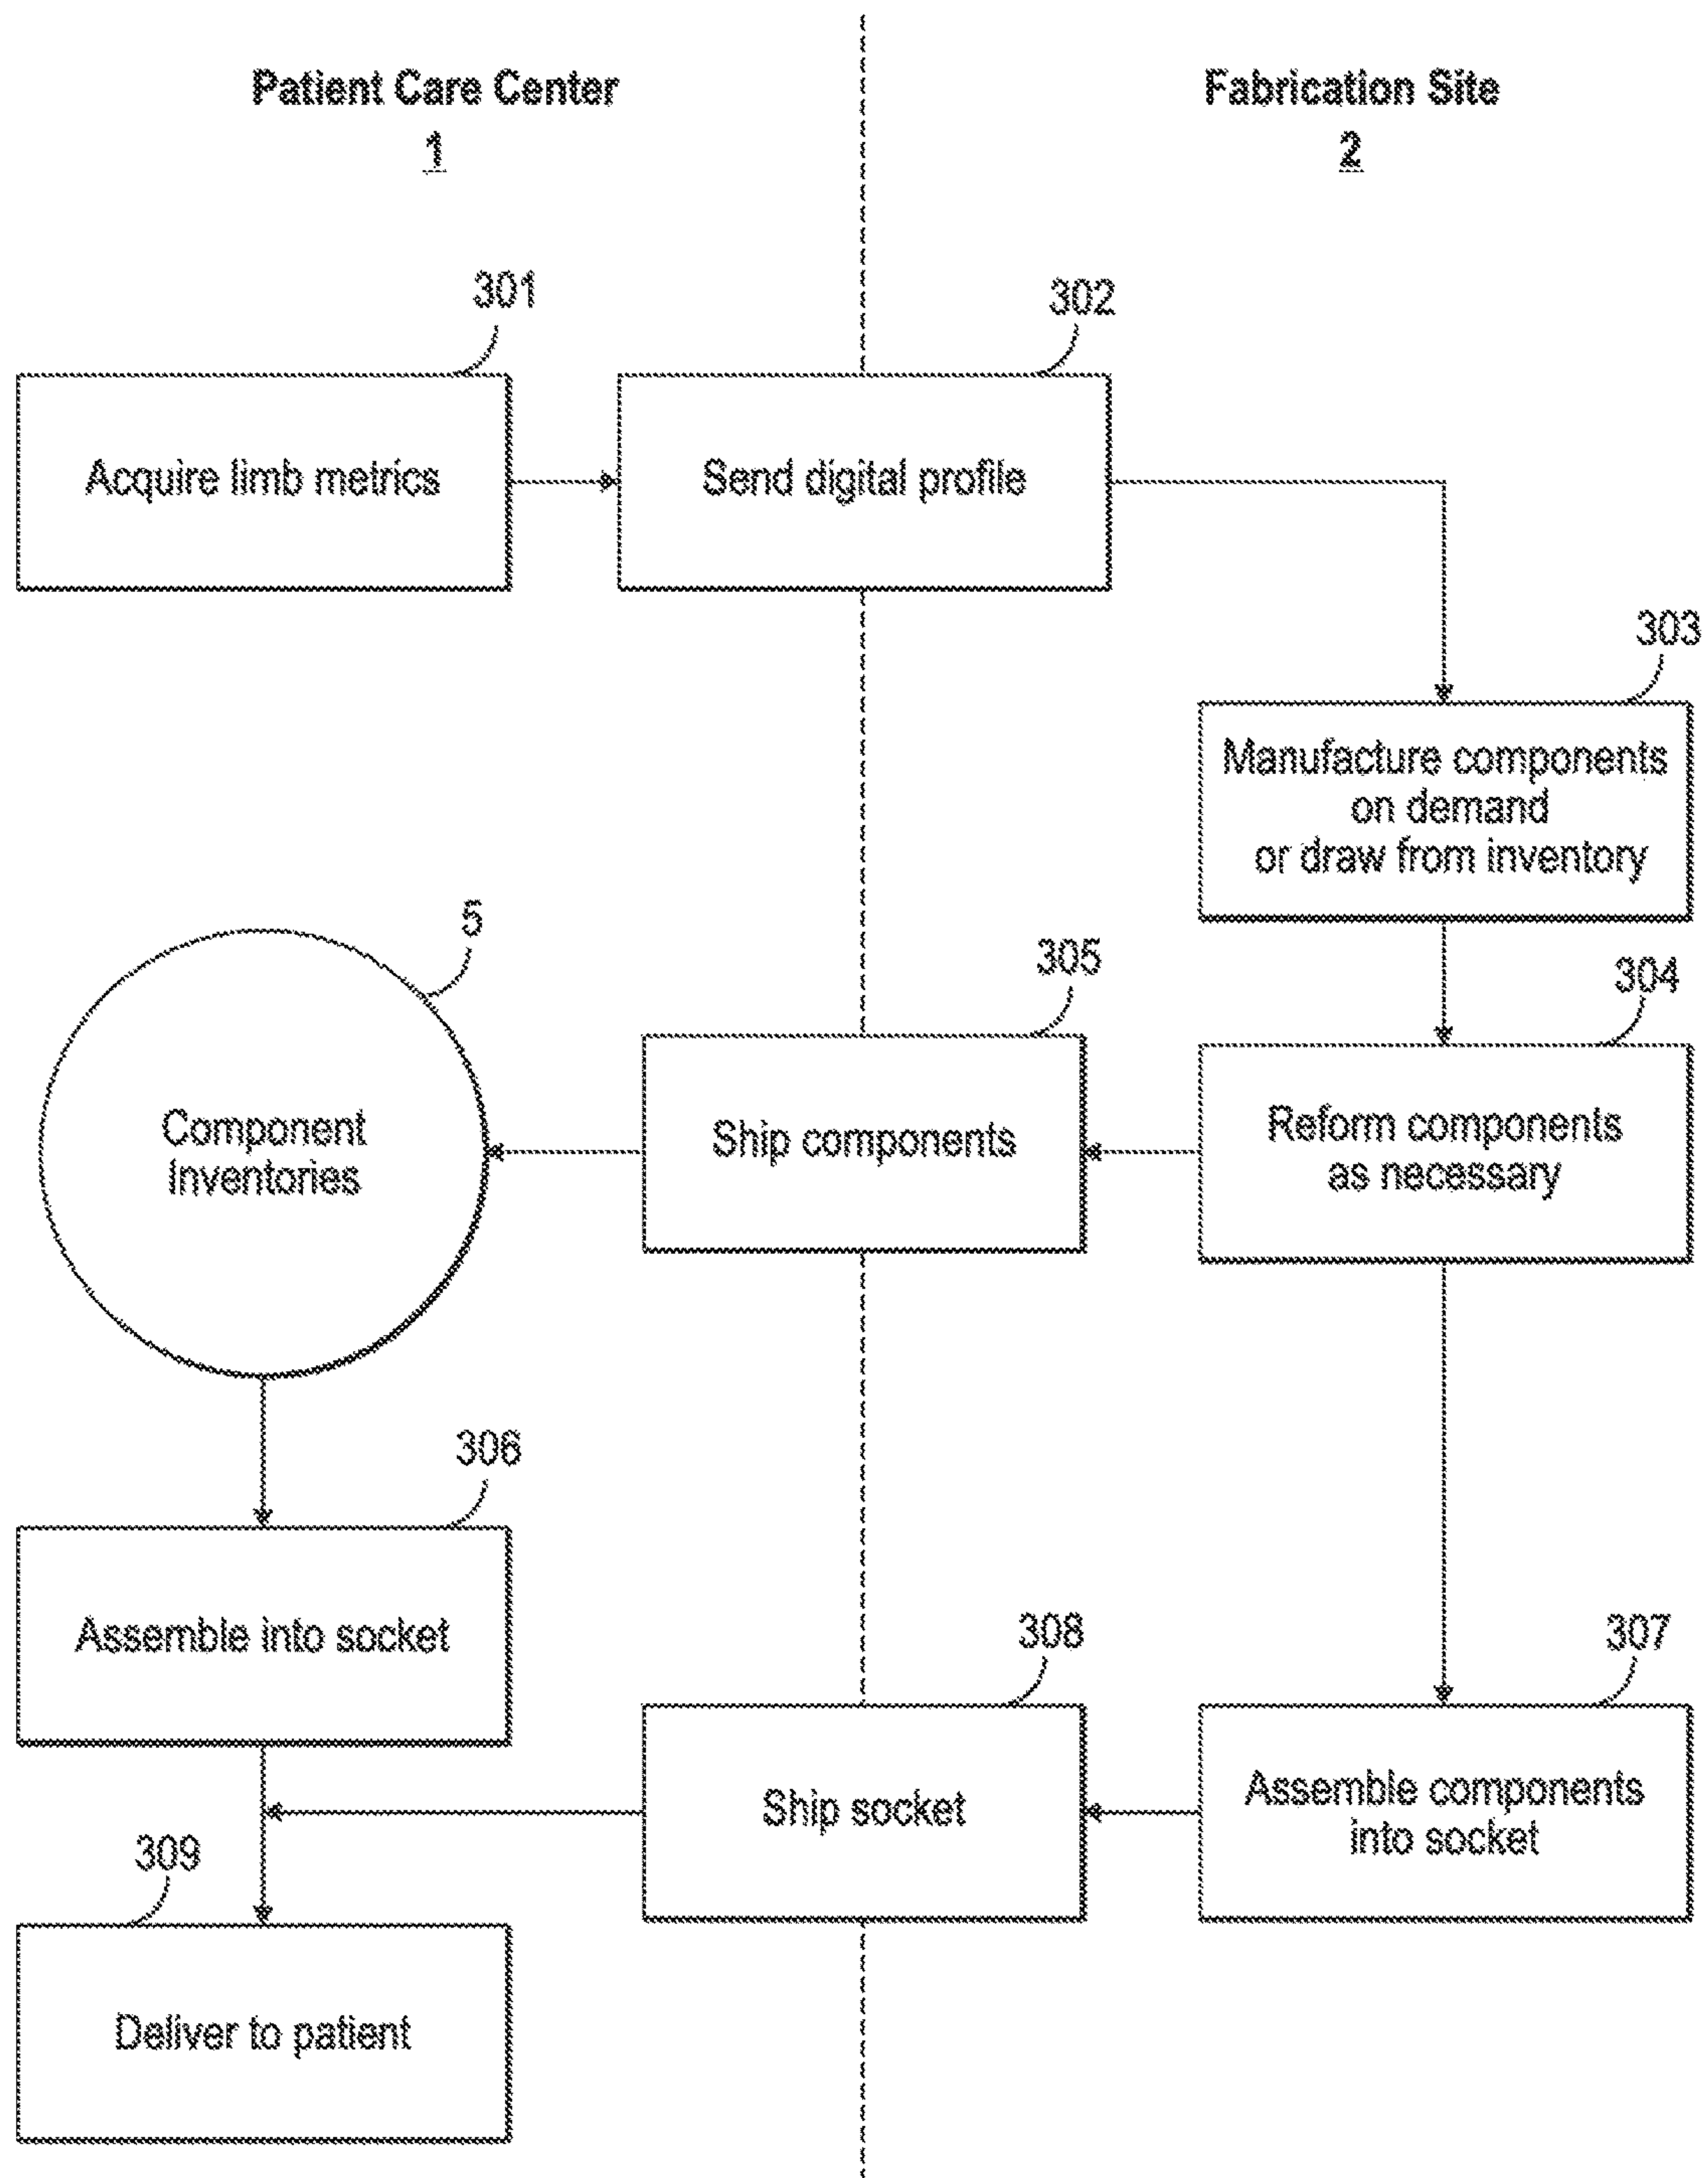 Patient Care Center
1
Fabrication Site
2
301
302
Acquire limb metrics
Send digital profile
303
Manufacture components
on demand
or draw from inventory
5
305
304
Component
Inventories
Ship components
Reform components
as necessary
306
Assemble into socket
308
307
Ship socket
Assemble components
into socket
309
Deliver to patient